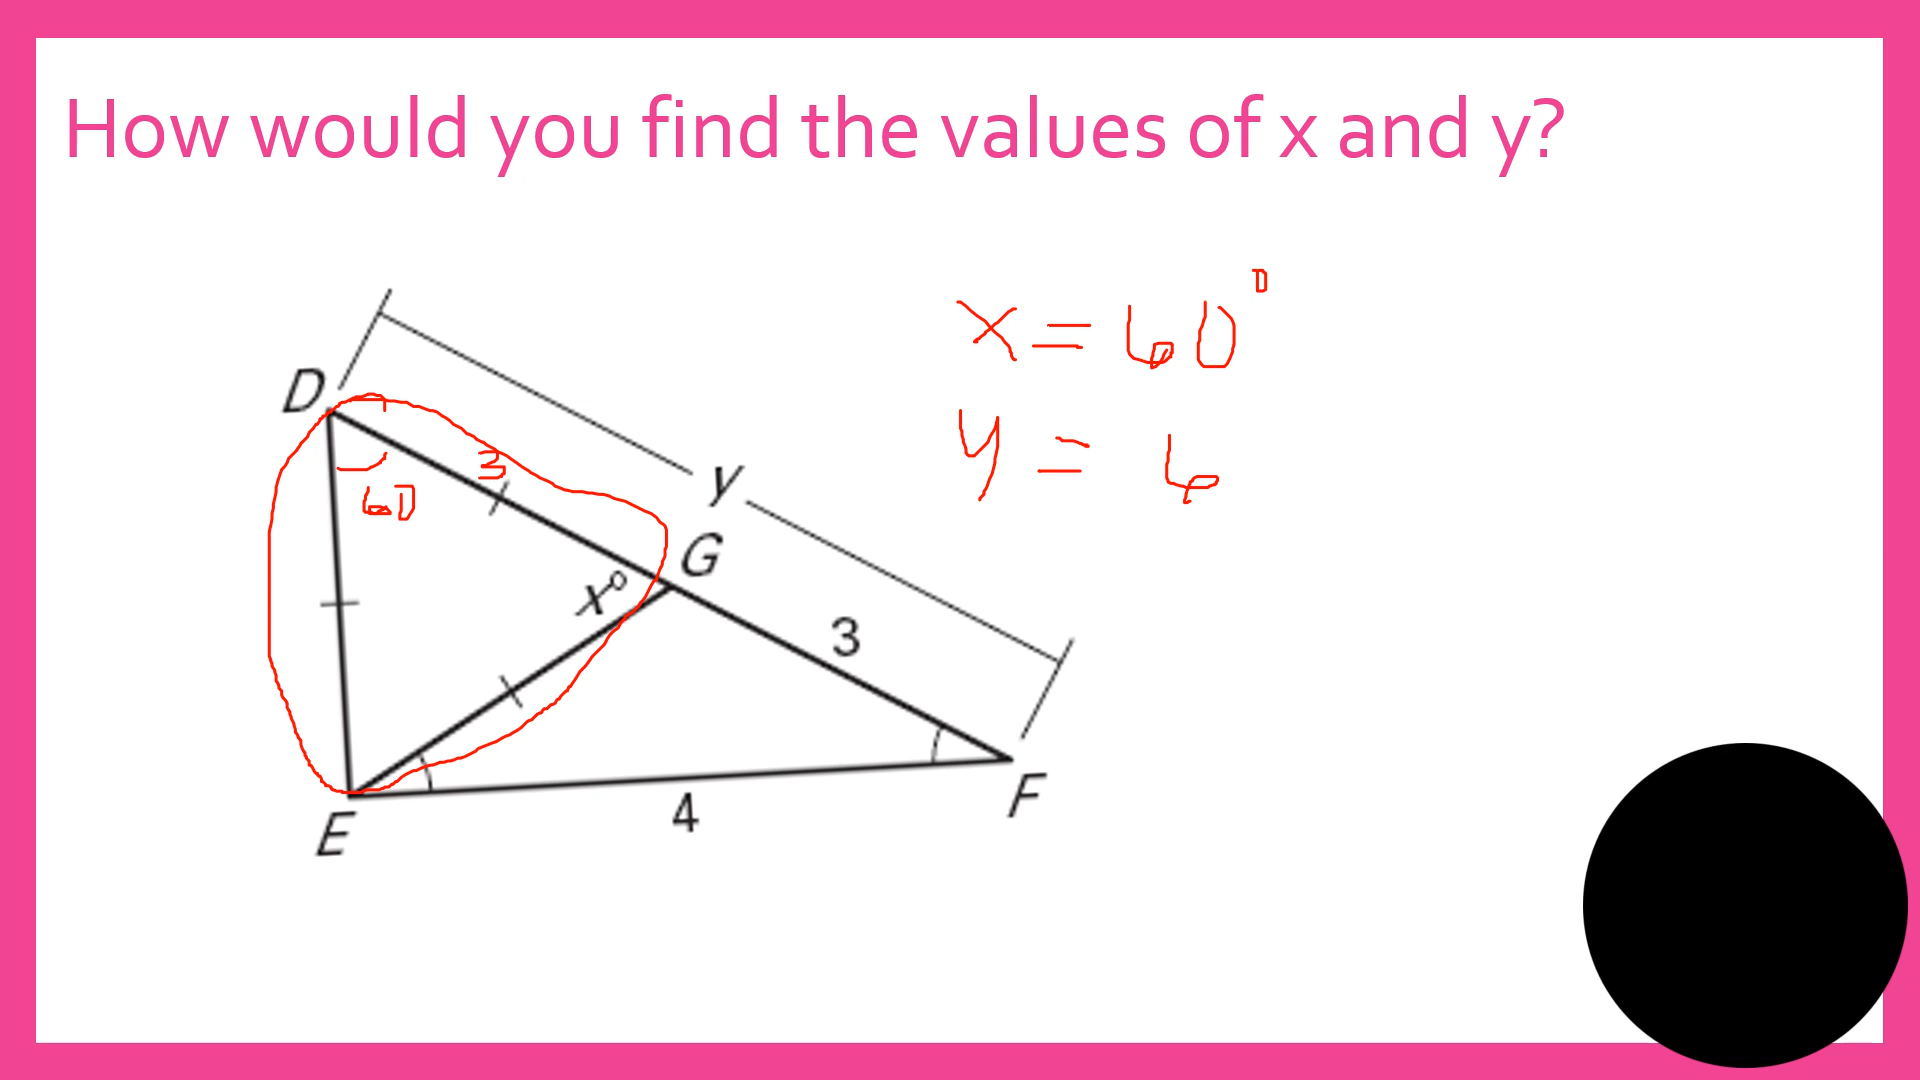 How would you find the values of x and y?
x = 60°
y = 6
D
3
60
y
G
x°
3
E
4
F